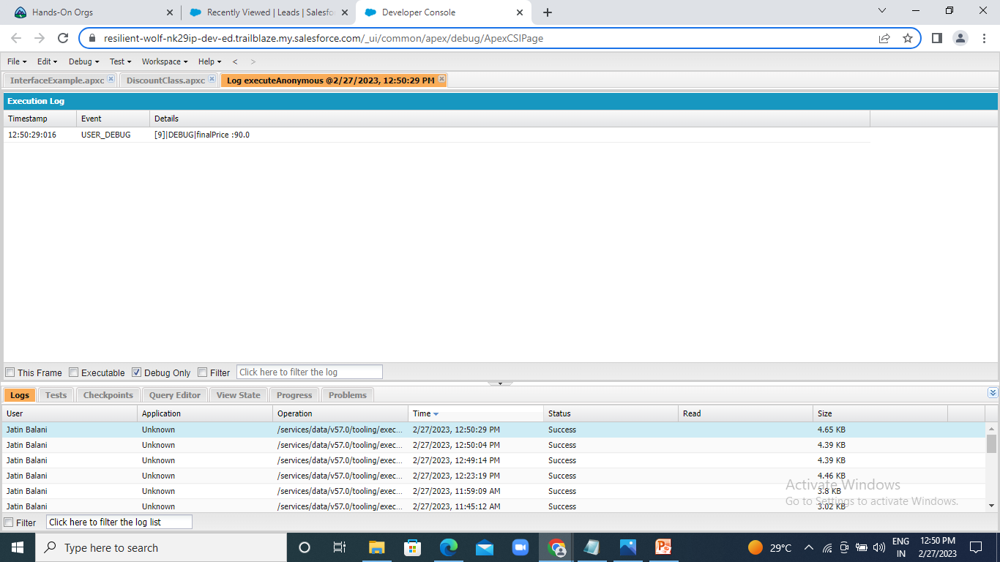 Hands-On Orgs
Recently Viewed | Leads | Salesfo
Developer Console
resilient-wolf-nk29ip-dev-ed.trailblaze.my.salesforce.com/_ui/common/apex/debug/ApexCSIPage
File Edit Debug Test Workspace Help < >
InterfaceExample.apxc DiscountClass.apxc Log executeAnonymous @2/27/2023, 12:50:29 PM
Execution Log
Timestamp Event Details
12:50:29:016 USER_DEBUG [9]|DEBUG|finalPrice :90.0
This Frame Executable Debug Only Filter Click here to filter the log
Logs Tests Checkpoints Query Editor View State Progress Problems
User Application Operation Time Status Read Size
Jatin Balani Unknown /services/data/v57.0/tooling/exec... 2/27/2023, 12:50:29 PM Success 4.65 KB
Jatin Balani Unknown /services/data/v57.0/tooling/exec... 2/27/2023, 12:50:04 PM Success 4.39 KB
Jatin Balani Unknown /services/data/v57.0/tooling/exec... 2/27/2023, 12:49:14 PM Success 4.39 KB
Jatin Balani Unknown /services/data/v57.0/tooling/exec... 2/27/2023, 12:23:19 PM Success 4.46 KB
Jatin Balani Unknown /services/data/v57.0/tooling/exec... 2/27/2023, 11:59:09 AM Success 3.8 KB
Jatin Balani Unknown /services/data/v57.0/tooling/exec... 2/27/2023, 11:45:12 AM Success 3.02 KB
Activate Windows
Go to Settings to activate Windows.
Filter Click here to filter the log list
Type here to search
29°C
ENG
IN
12:50 PM
2/27/2023